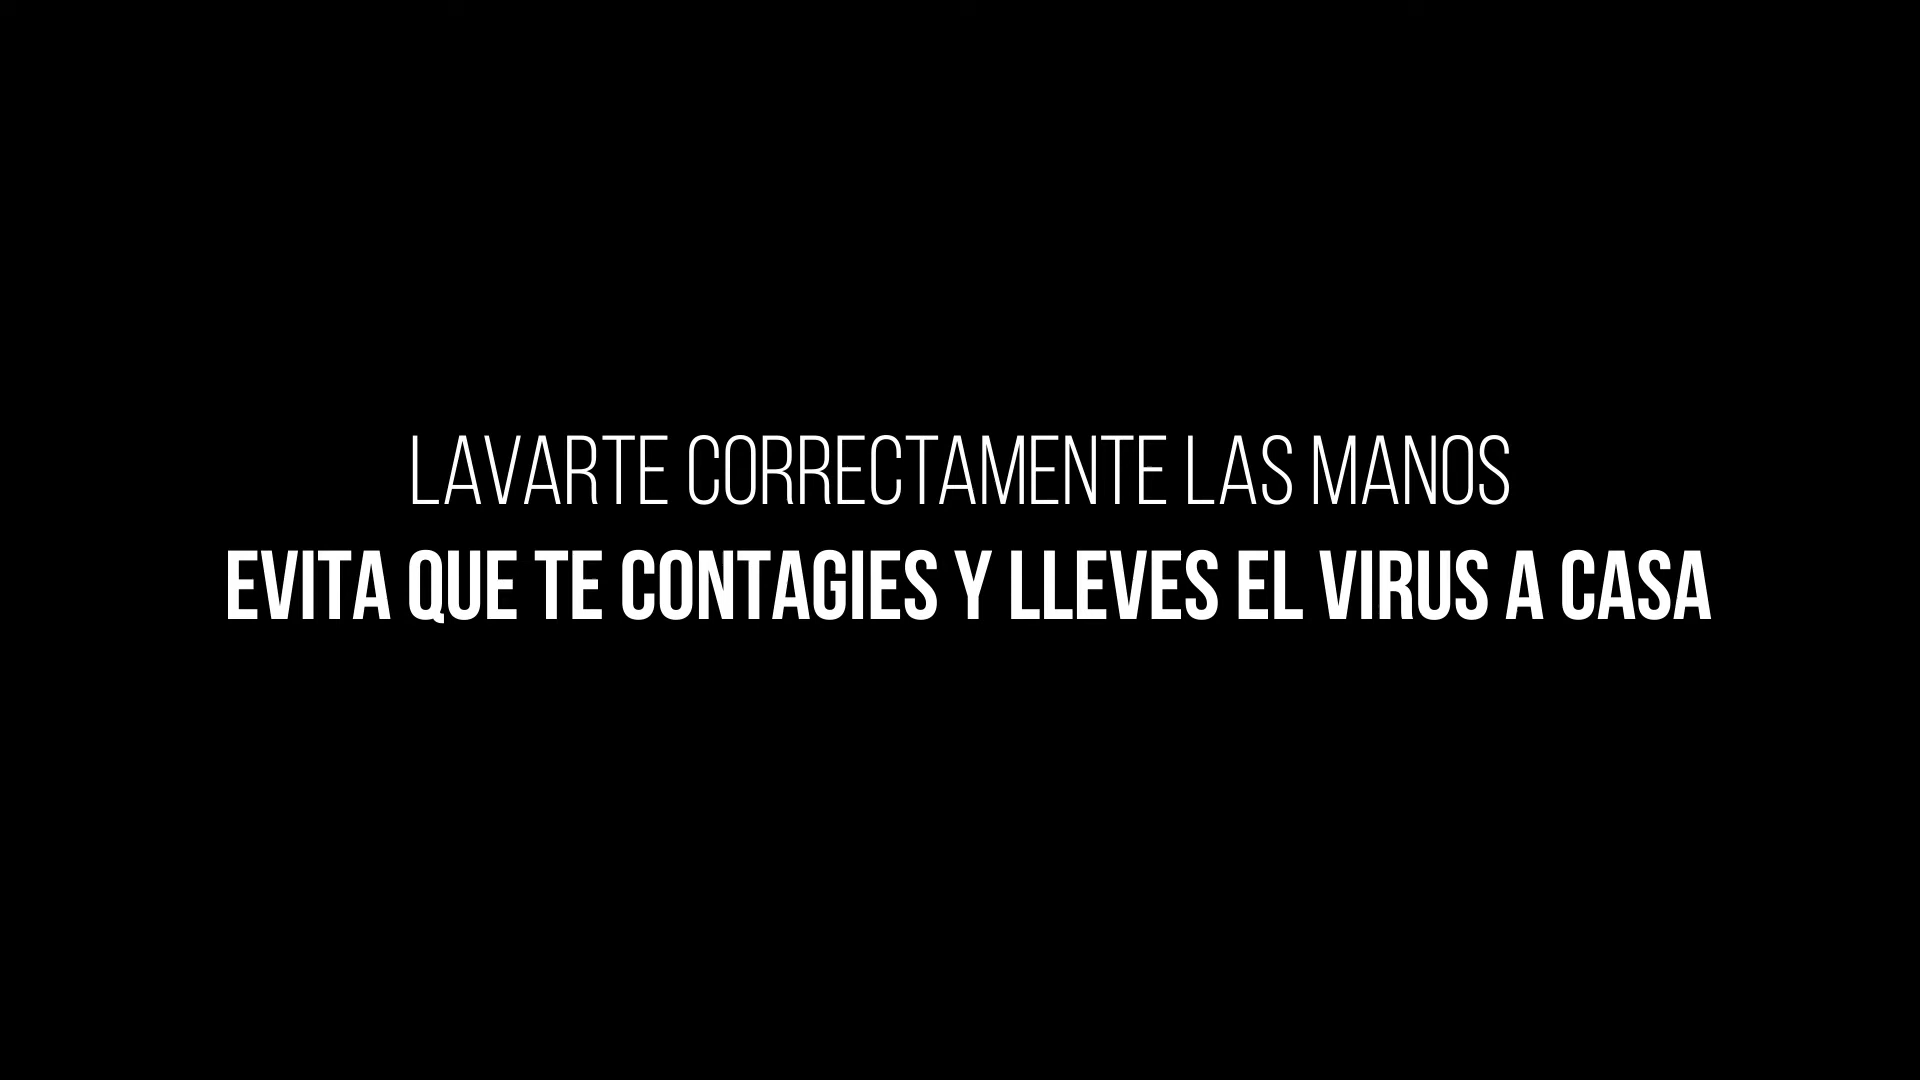 LAVARTE CORRECTAMENTE LAS MANOS
EVITA QUE TE CONTAGIES Y LLEVES EL VIRUS A CASA